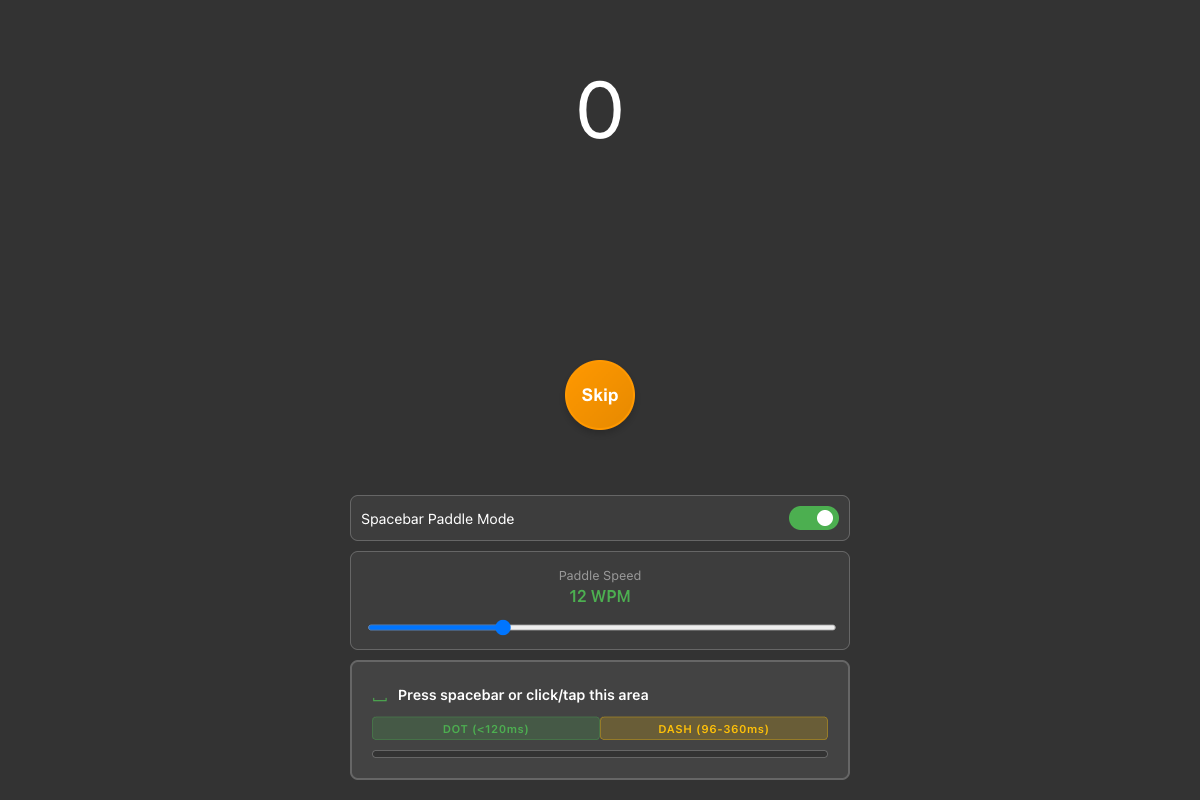 0
Skip
Spacebar Paddle Mode
Paddle Speed
12 WPM
Press spacebar or click/tap this area
DOT (<120ms) DASH (96-360ms)